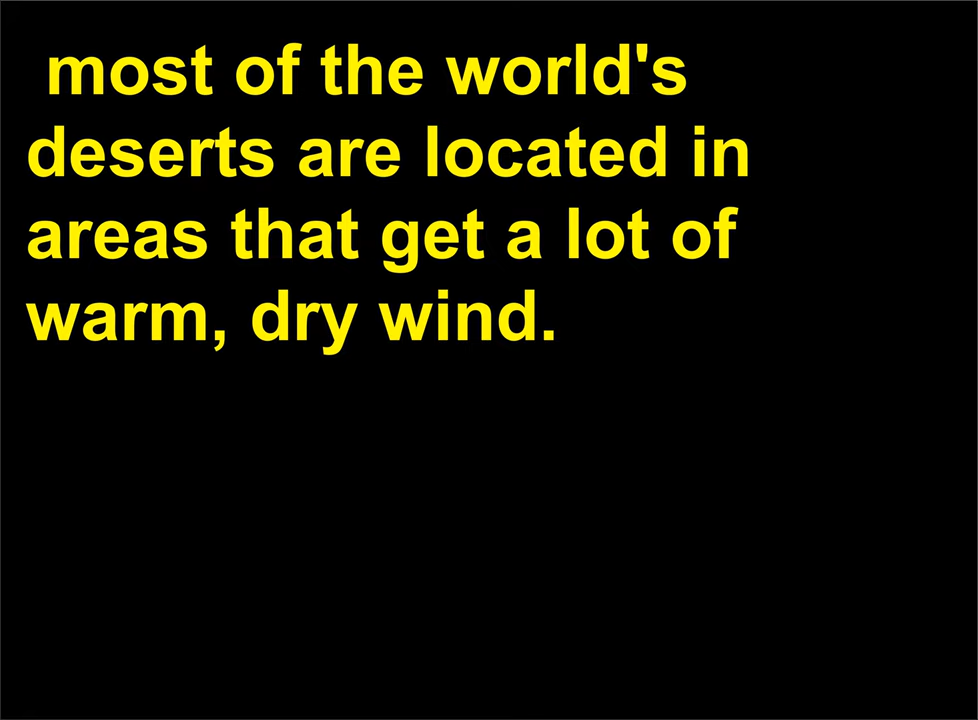 most of the world's
deserts are located in
areas that get a lot of
warm, dry wind.